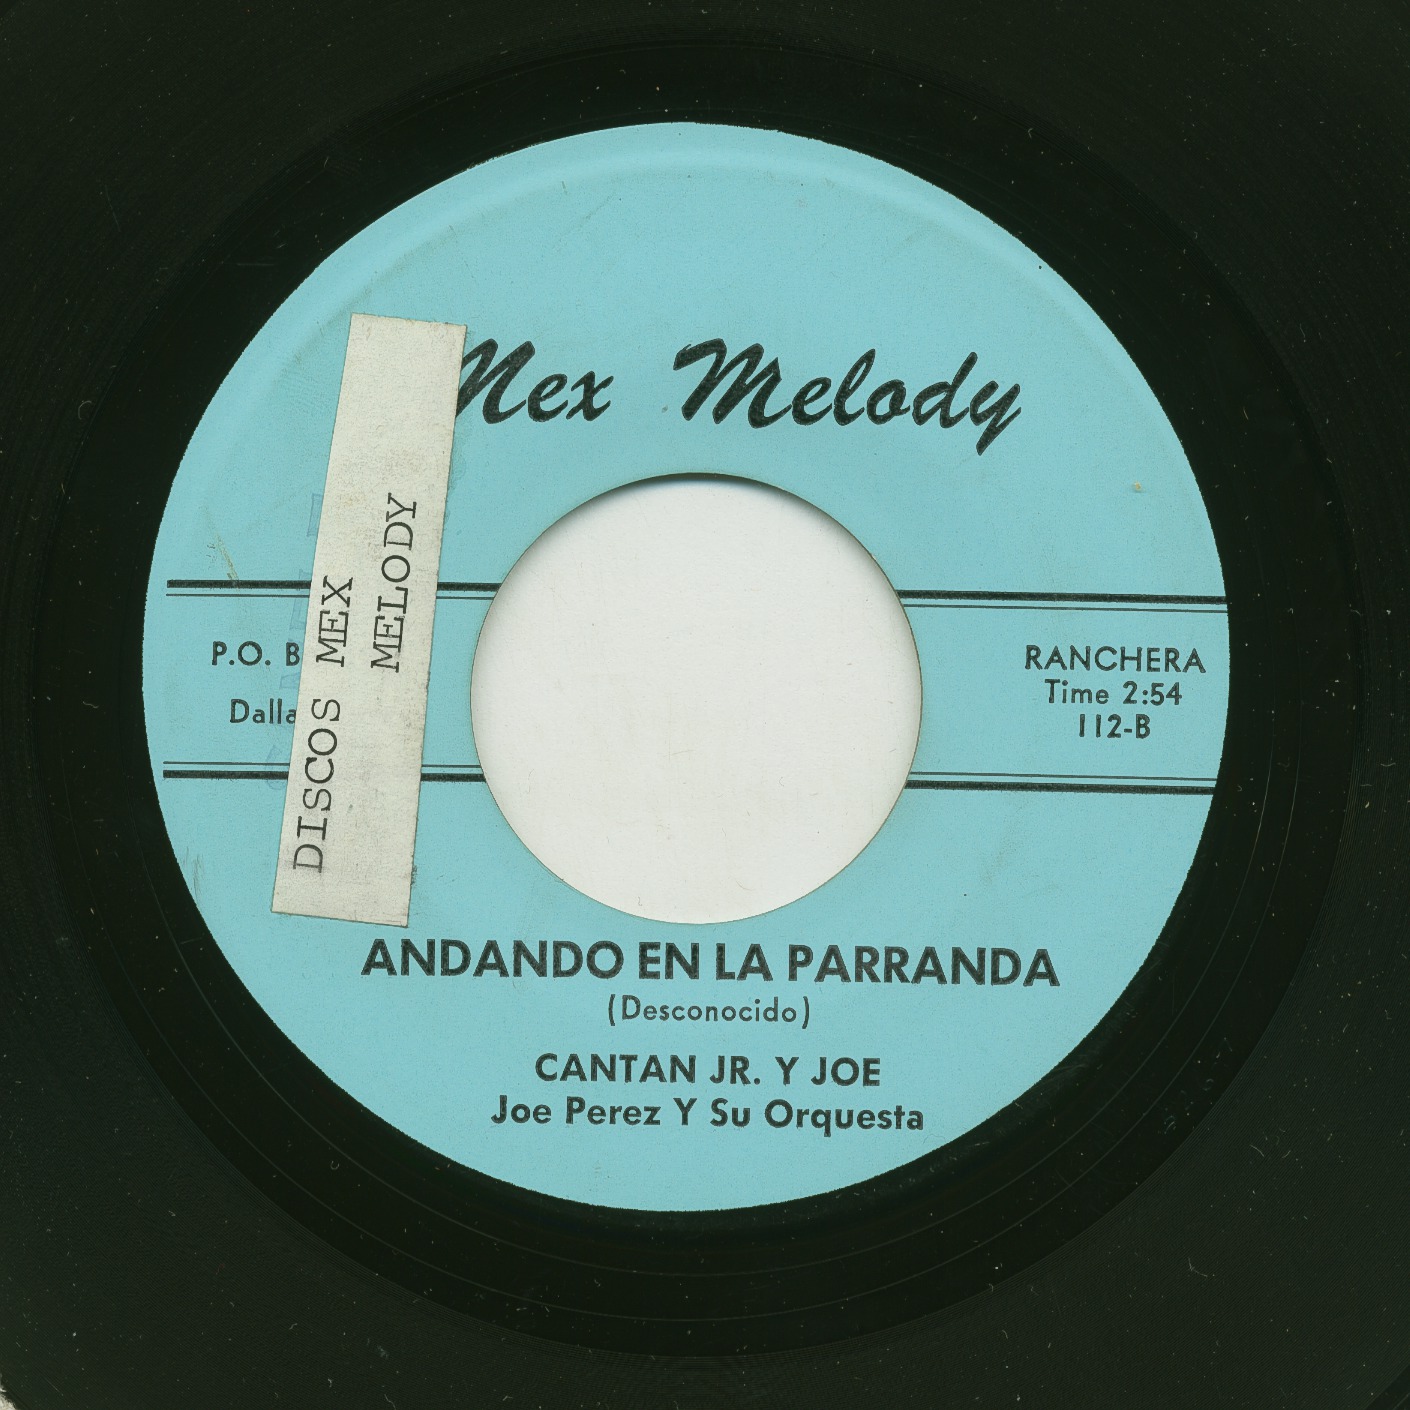 Mex Melody
DISCOS MEX
MELODY
P.O.
RANCHERA
Time 2:54
112-B
ANDANDO EN LA PARRANDA
(Desconocido)
CANTAN JR. Y JOE
Joe Perez Y Su Orquesta